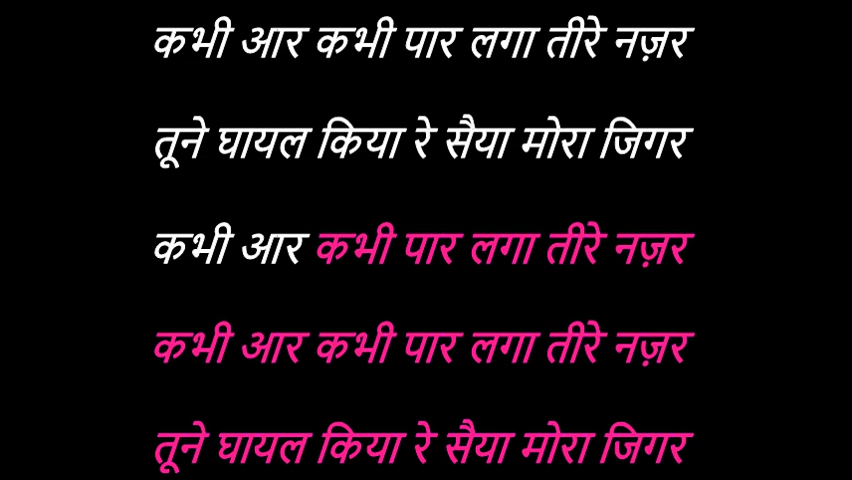 कभी आर कभी पार लगा तीरे नज़र
तूने घायल किया रे सैया मोरा जिगर
कभी आर कभी पार लगा तीरे नज़र
कभी आर कभी पार लगा तीरे नज़र
तूने घायल किया रे सैया मोरा जिगर